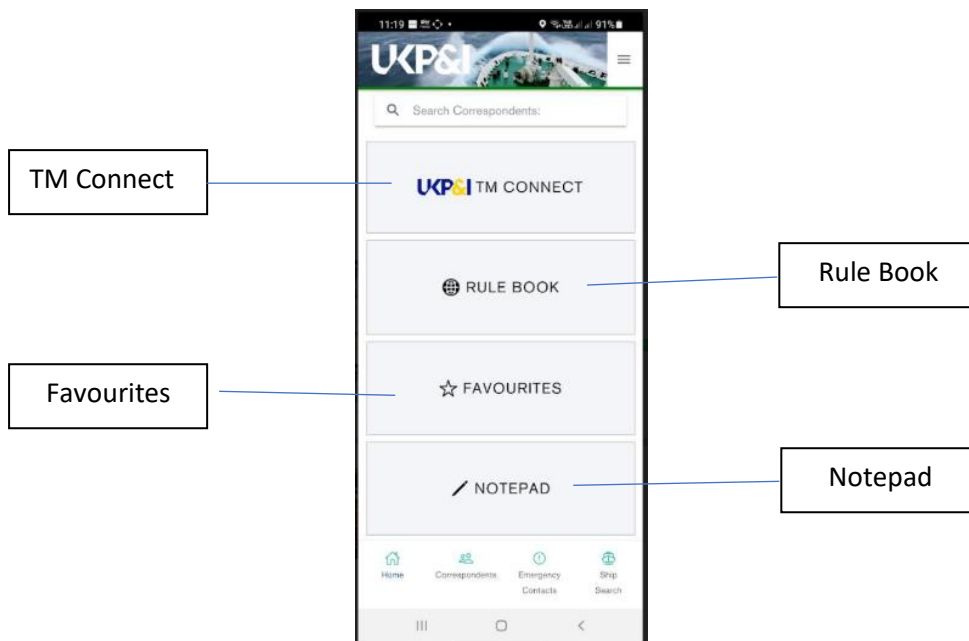 11:19
91%
UKP&I
Search Correspondents:
TM Connect
UKP&I TM CONNECT
RULE BOOK
Rule Book
Favourites
FAVOURITES
NOTEPAD
Notepad
Home
Correspondents
Emergency
Contacts
Ship
Search